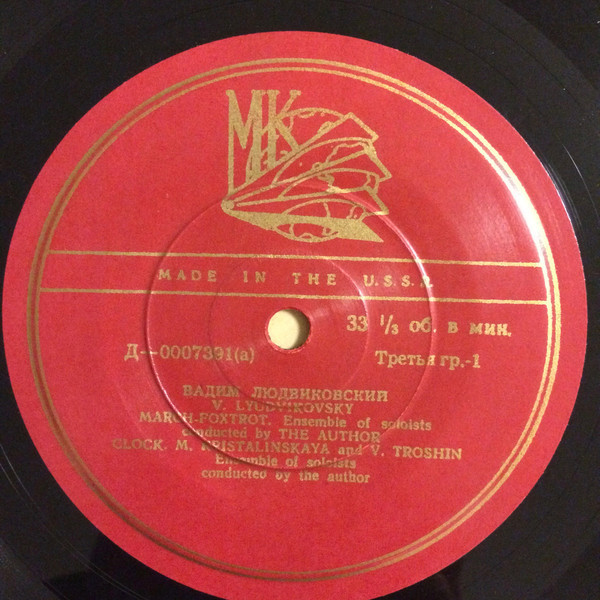 МК
MADE IN THE U.S.S.R.
33 1/3 об. в мин.
Д—0007391(а) Третья гр.-1
ВАДИМ ЛЮДВИКОВСКИЙ
V. LYUDVIKOVSKY
MARCH-FOXTROT. Ensemble of soloists
conducted by THE AUTHOR
CLOCK. M. KRISTALINSKAYA and V. TROSHIN
Ensemble of soloists
conducted by the author